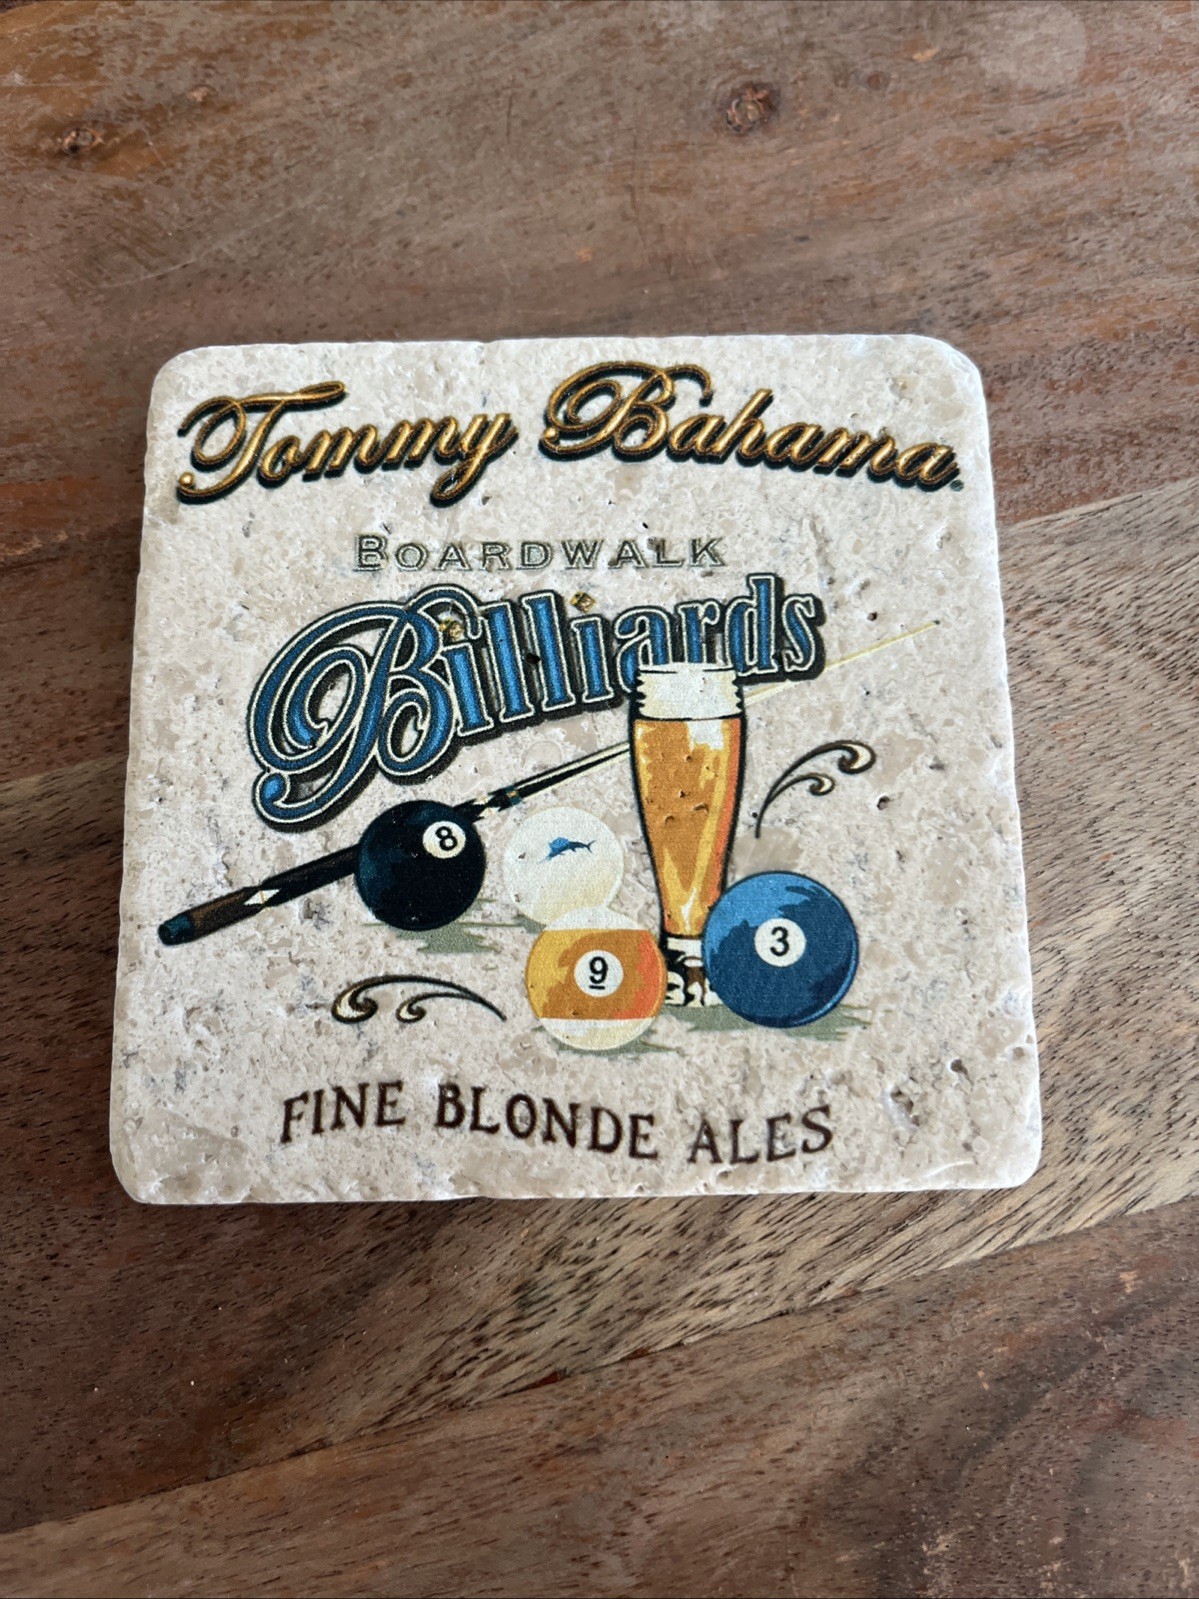 Tommy Bahama
BOARDWALK
Billiards
8
9
3
FINE BLONDE ALES